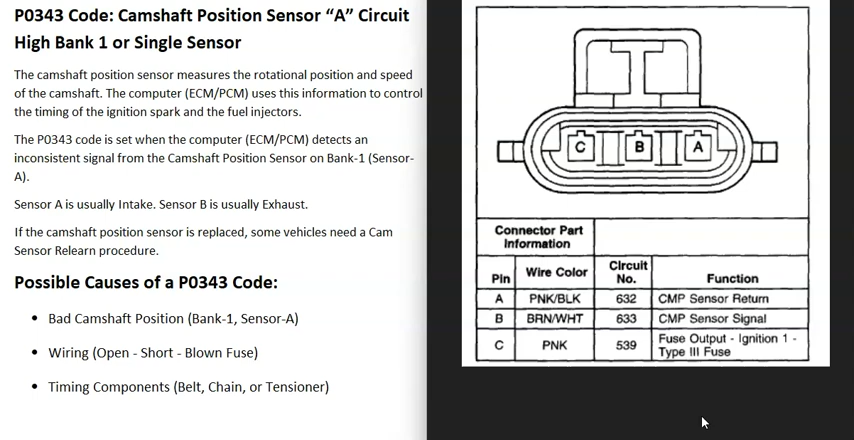 P0343 Code: Camshaft Position Sensor “A” Circuit
High Bank 1 or Single Sensor
The camshaft position sensor measures the rotational position and speed
of the camshaft. The computer (ECM/PCM) uses this information to control
the timing of the ignition spark and the fuel injectors.
The P0343 code is set when the computer (ECM/PCM) detects an
inconsistent signal from the Camshaft Position Sensor on Bank-1 (Sensor-
A).
Sensor A is usually Intake. Sensor B is usually Exhaust.
If the camshaft position sensor is replaced, some vehicles need a Cam
Sensor Relearn procedure.
Possible Causes of a P0343 Code:
• Bad Camshaft Position (Bank-1, Sensor-A)
• Wiring (Open - Short - Blown Fuse)
• Timing Components (Belt, Chain, or Tensioner)
C B A
Connector Part
Information
Pin Wire Color Circuit No. Function
A PNK/BLK 632 CMP Sensor Return
B BRN/WHT 633 CMP Sensor Signal
C PNK 539 Fuse Output - Ignition 1 -
Type III Fuse